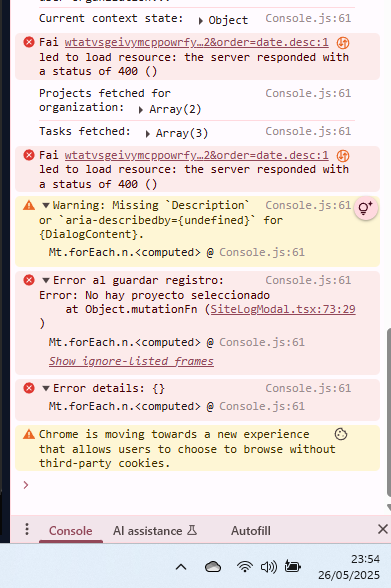 Current context state: ▶ Object Console.js:61
Fai wtatvsgeivymcppowrfy…2&order=date.desc:1
led to load resource: the server responded with
a status of 400 ()
Projects fetched for Console.js:61
organization: ▶ Array(2)
Tasks fetched: ▶ Array(3) Console.js:61
Fai wtatvsgeivymcppowrfy…2&order=date.desc:1
led to load resource: the server responded with
a status of 400 ()
▼Warning: Missing `Description` Console.js:61
or `aria-describedby={undefined}` for
{DialogContent}.
Mt.forEach.n.<computed> @ Console.js:61
▼Error al guardar registro: Console.js:61
Error: No hay proyecto seleccionado
at Object.mutationFn (SiteLogModal.tsx:73:29
)
Mt.forEach.n.<computed> @ Console.js:61
Show ignore-listed frames
▼Error details: {} Console.js:61
Mt.forEach.n.<computed> @ Console.js:61
Chrome is moving towards a new experience
that allows users to choose to browse without
third-party cookies.
Console AI assistance Autofill
23:54
26/05/2025